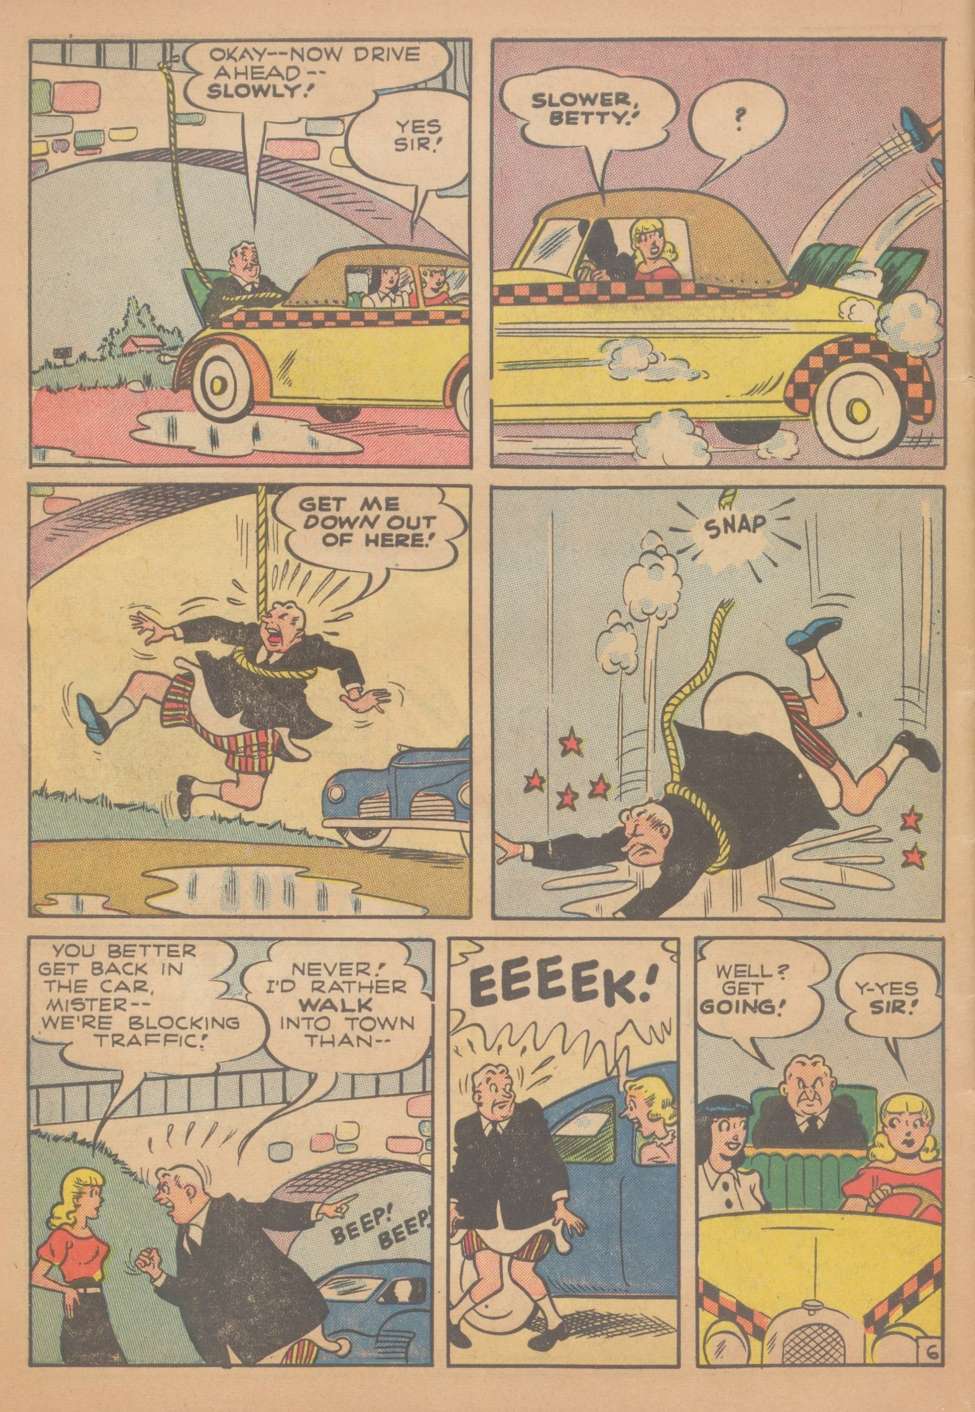 OKAY--NOW DRIVE
AHEAD--
SLOWLY!
YES
SIR!
SLOWER,
BETTY!
?
GET ME
DOWN OUT
OF HERE!
SNAP
YOU BETTER
GET BACK IN
THE CAR,
MISTER--
WE'RE BLOCKING
TRAFFIC!
NEVER!
I'D RATHER
WALK
INTO TOWN
THAN--
BEEP!
BEEP!
EEEEK!
WELL?
GET
GOING!
Y-YES
SIR!
6